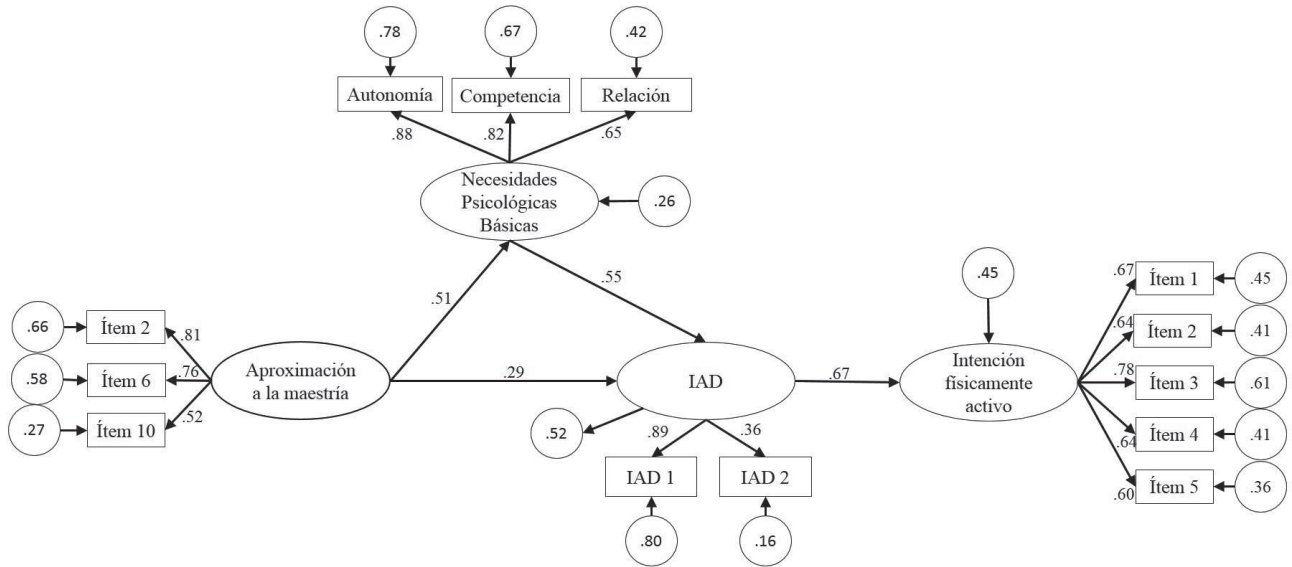 .78
.67
.42
Autonomía
Competencia
Relación
.88
.82
.65
Necesidades
Psicológicas
Básicas
.26
.51
.55
.66
Ítem 2
.81
.58
Ítem 6
.76
.27
Ítem 10
.52
Aproximación
a la maestría
.29
IAD
.52
.89
.36
IAD 1
IAD 2
.80
.16
.67
.45
Intención
físicamente
activo
.67
Ítem 1
.45
.64
Ítem 2
.41
.78
Ítem 3
.61
.64
Ítem 4
.41
.60
Ítem 5
.36